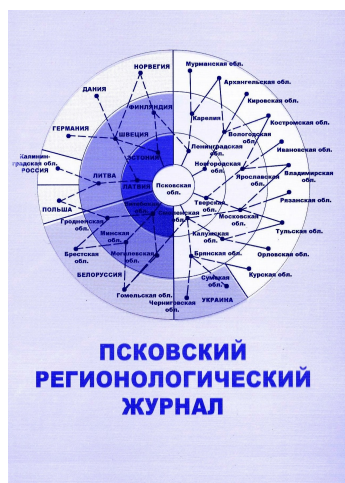 НОРВЕГИЯ
Мурманская обл.
Архангельская обл.
ДАНИЯ
Кировская
обл.
ФИНЛЯНДИЯ
Карелия
Костромская
обл.
ГЕРМАНИЯ
ШВЕЦИЯ
Вологодская
обл.
Ивановская
обл.
Ленинградская
обл.
ЭСТОНИЯ
Новгородская
обл.
Калинин-
градская обл.
РОССИЯ
ЛИТВА
ЛАТВИЯ
Псковская
обл.
Ярославская
обл.
Владимирская
обл.
Тверская
обл.
Рязанская
обл.
ПОЛЬША
Гродненская
обл.
Смоленская
обл.
Московская
обл.
Тульская
обл.
Минская
обл.
Калужская
обл.
Брестская
обл.
Могилевская
обл.
Брянская
обл.
Орловская обл.
БЕЛОРУССИЯ
Курская обл.
Сумская
обл.
Гомельская обл.
Черниговская
обл.
УКРАИНА
ПСКОВСКИЙ
РЕГИОНОЛОГИЧЕСКИЙ
ЖУРНАЛ